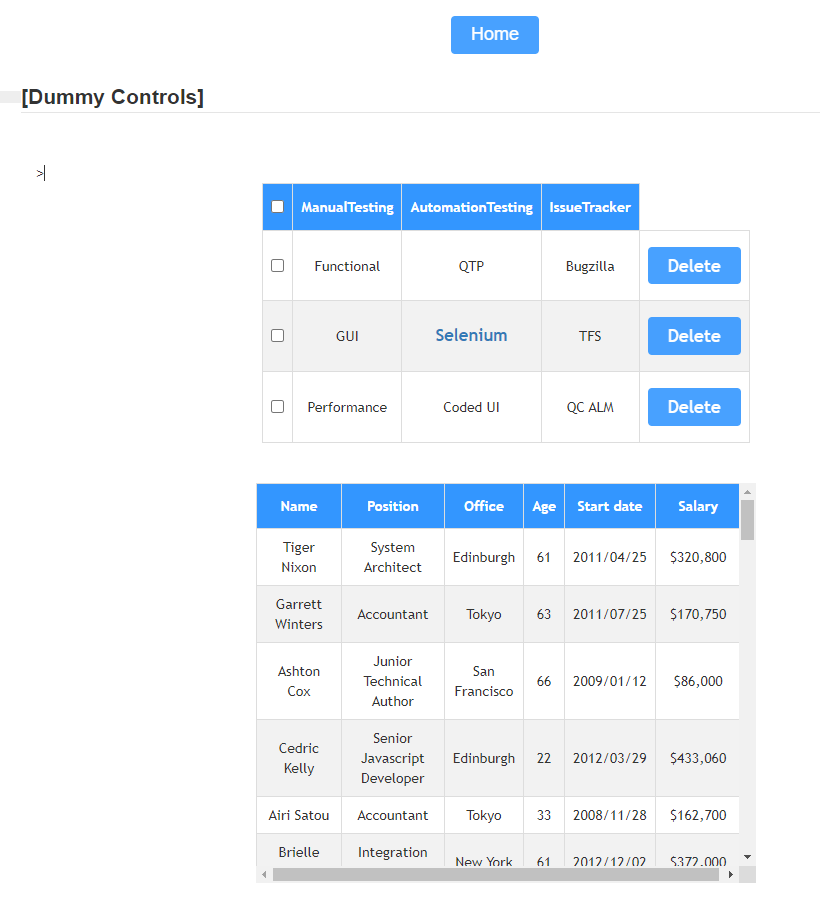 Home
[Dummy Controls]
>
ManualTesting AutomationTesting IssueTracker
Functional QTP Bugzilla Delete
GUI Selenium TFS Delete
Performance Coded UI QC ALM Delete
Name Position Office Age Start date Salary
Tiger Nixon System Architect Edinburgh 61 2011/04/25 $320,800
Garrett Winters Accountant Tokyo 63 2011/07/25 $170,750
Ashton Cox Junior Technical Author San Francisco 66 2009/01/12 $86,000
Cedric Kelly Senior Javascript Developer Edinburgh 22 2012/03/29 $433,060
Airi Satou Accountant Tokyo 33 2008/11/28 $162,700
Brielle Integration New York 61 2012/12/02 $372,000